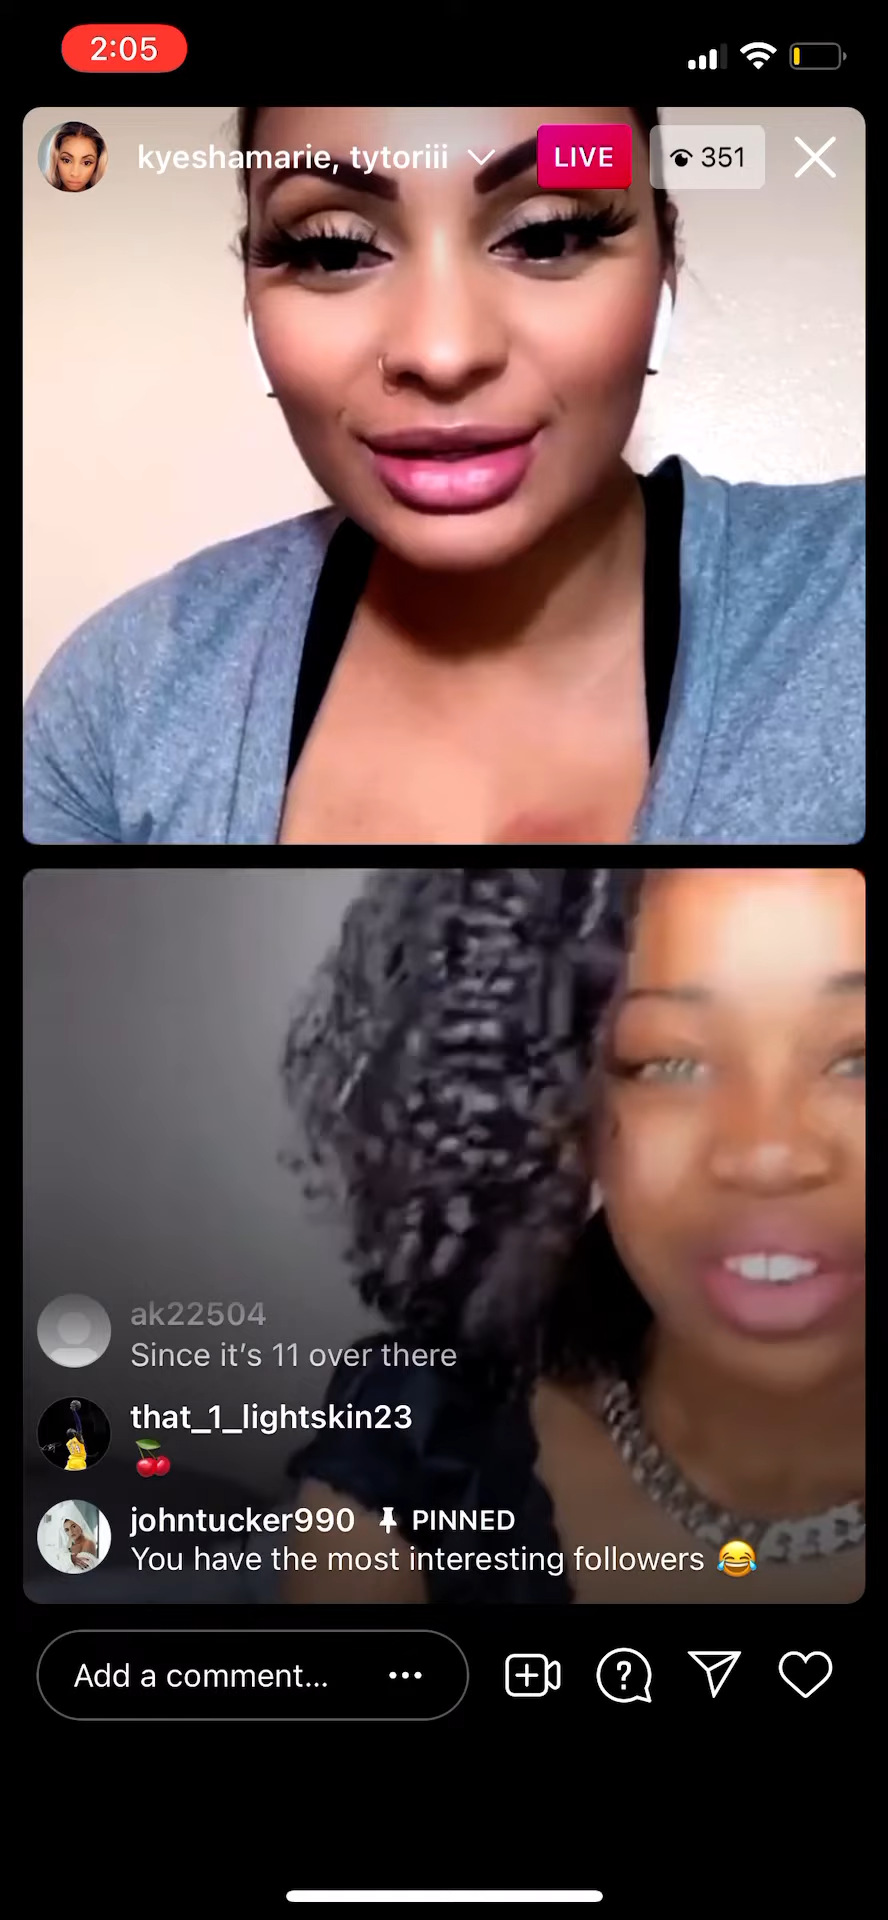 2:05
kyeshamarie, tytoriii
LIVE
351
ak22504
Since it's 11 over there
that_1_lightskin23
🍒
johntucker990 PINNED
You have the most interesting followers 😂
Add a comment...